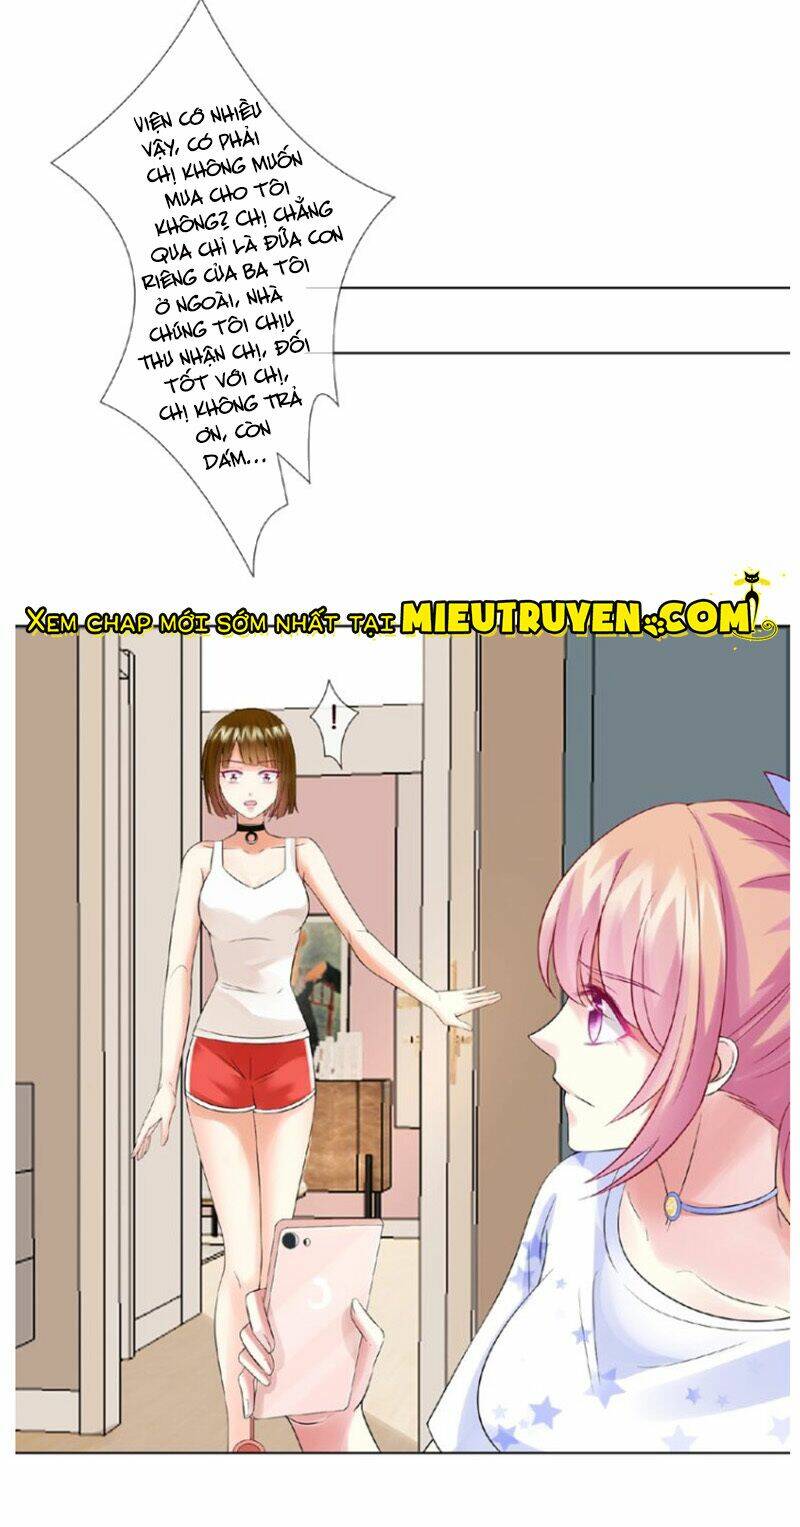 VIỆN CỚ NHIỀU
VẬY, CÓ PHẢI
CHỊ KHÔNG MUỐN
MUA CHO TÔI
KHÔNG? CHỊ CHẲNG
QUA CHỈ LÀ ĐỨA CON
RIÊNG CỦA BA TÔI
Ở NGOÀI, NHÀ
CHÚNG TÔI CHỊU
THU NHẬN CHỊ, ĐỐI
TỐT VỚI CHỊ,
CHỊ KHÔNG TRẢ
ƠN, CÒN
DÁM...
XEM CHAP MỚI SỚM NHẤT TẠI MIEUTRUYEN.COM
!